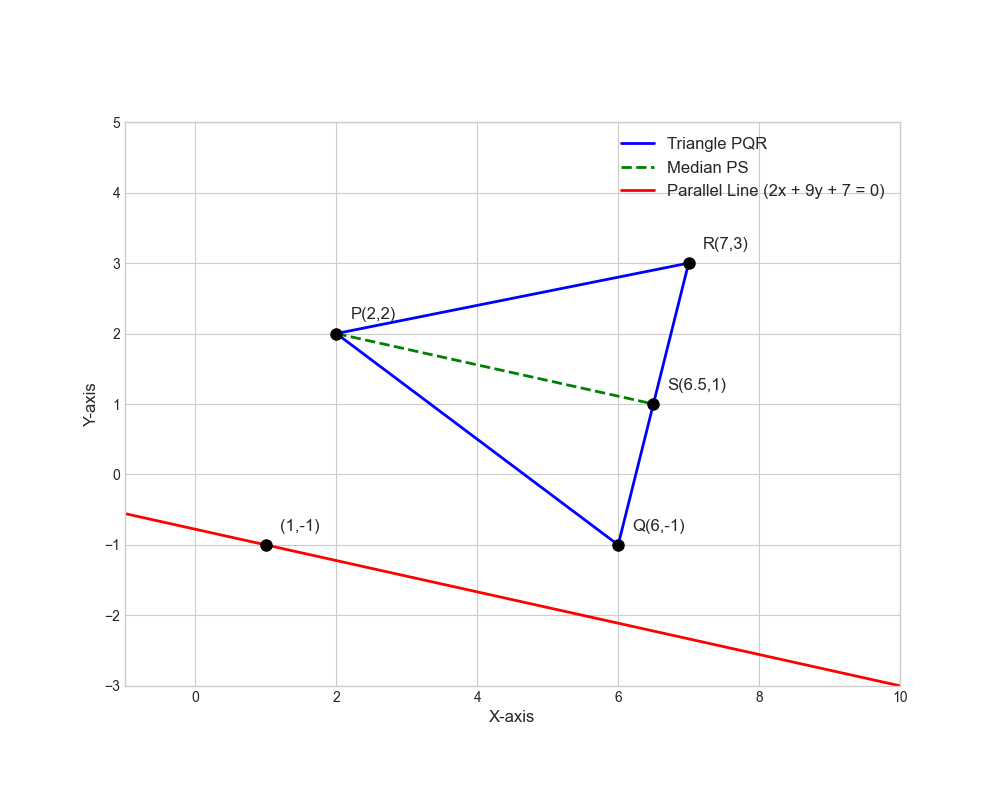 5
4
3
2
1
0
−1
−2
−3
0
2
4
6
8
10
X-axis
Y-axis
Triangle PQR
Median PS
Parallel Line (2x + 9y + 7 = 0)
R(7,3)
P(2,2)
S(6.5,1)
(1,-1)
Q(6,-1)